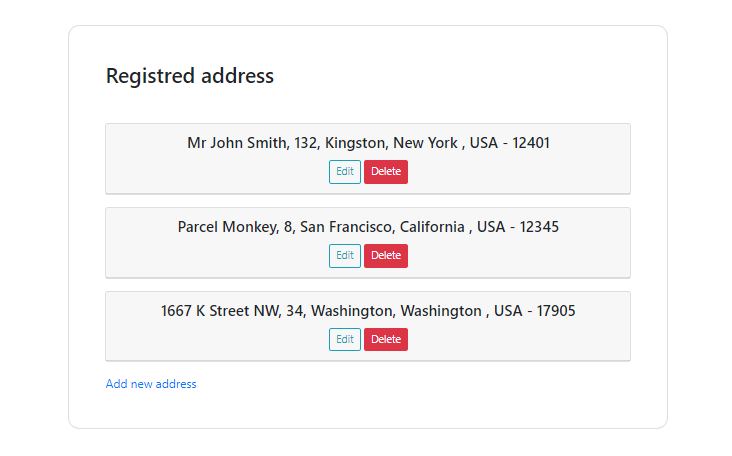 Registred address
Mr John Smith, 132, Kingston, New York , USA - 12401
Edit Delete
Parcel Monkey, 8, San Francisco, California , USA - 12345
Edit Delete
1667 K Street NW, 34, Washington, Washington , USA - 17905
Edit Delete
Add new address